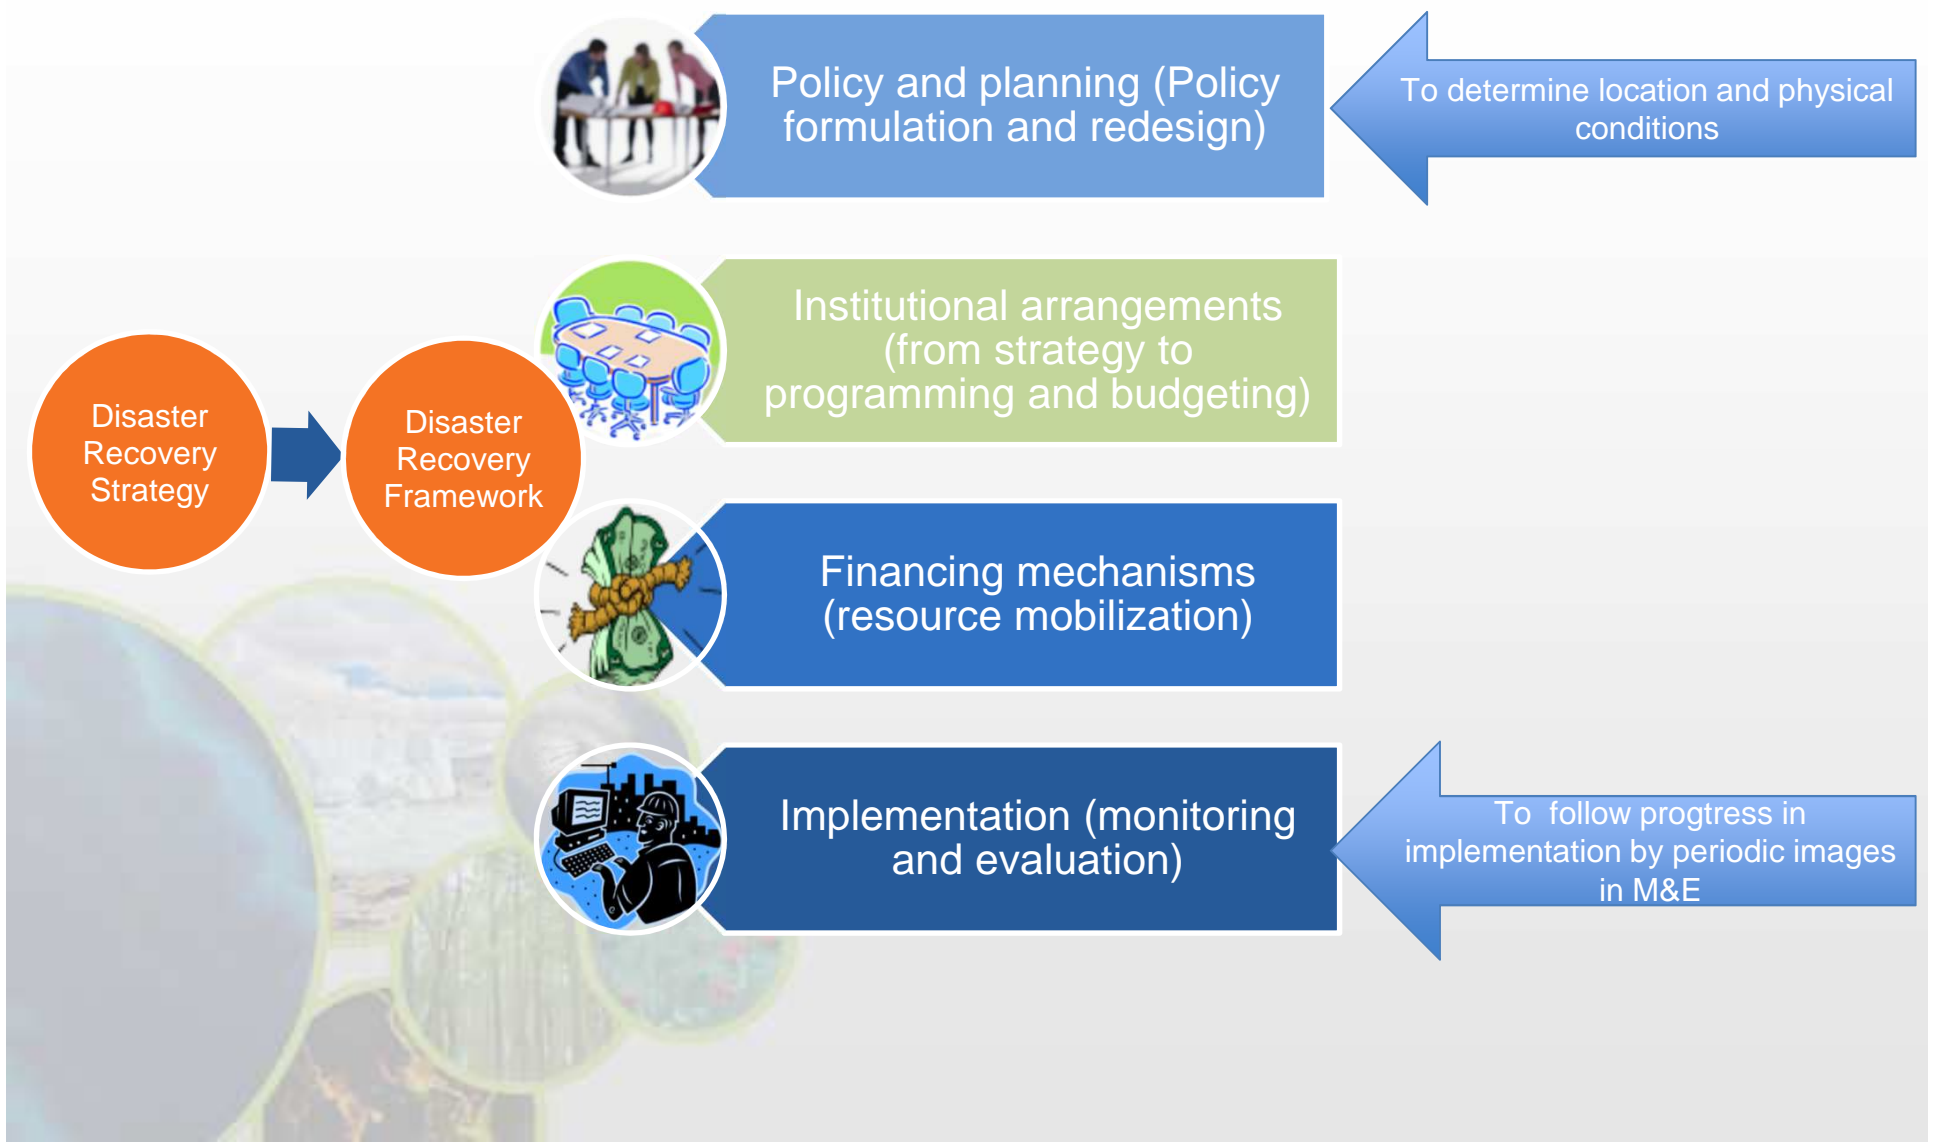 Policy and planning (Policy
formulation and redesign)
To determine location and physical
conditions
Institutional arrangements
(from strategy to
programming and budgeting)
Disaster
Recovery
Strategy
Disaster
Recovery
Framework
Financing mechanisms
(resource mobilization)
Implementation (monitoring
and evaluation)
To  follow progtress in
implementation by periodic images
in M&E